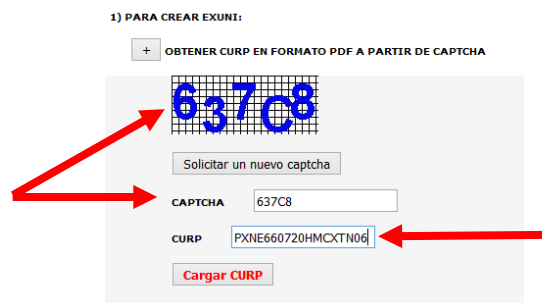 1) PARA CREAR EXUNI:
+ OBTENER CURP EN FORMATO PDF A PARTIR DE CAPTCHA
637C8
Solicitar un nuevo captcha
CAPTCHA 637C8
CURP PXNE660720HMCXTN06
Cargar CURP